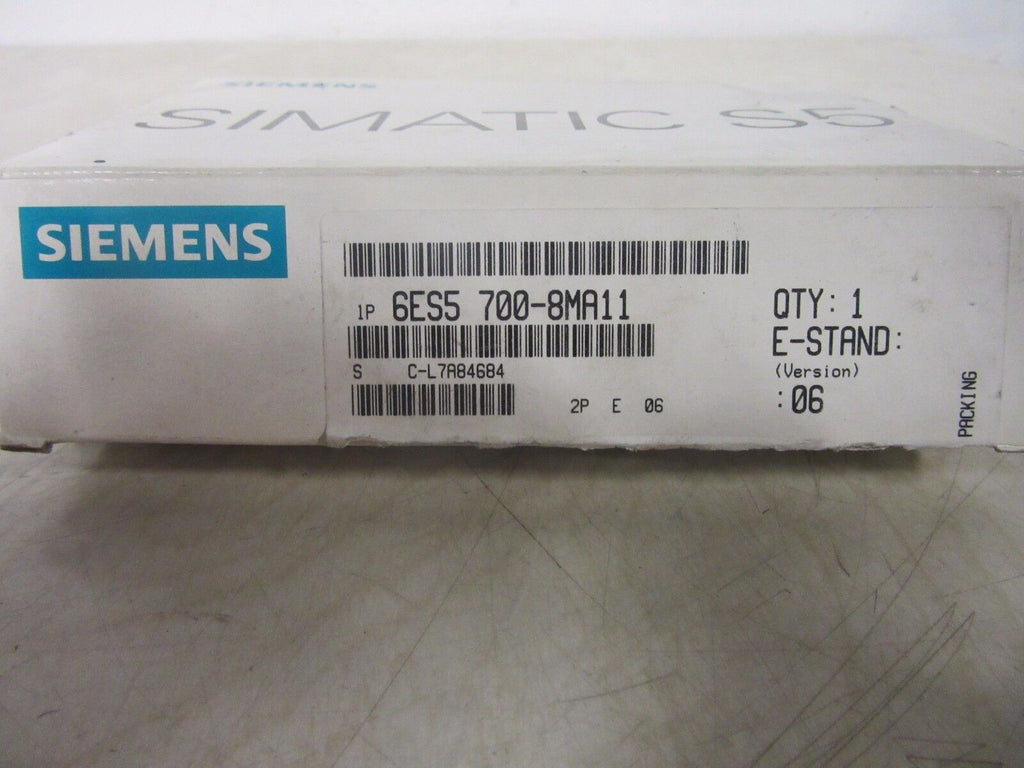 SIEMENS
SIMATIC S5
SIEMENS
1P 6ES5 700-8MA11
S C-L7A84684
2P E 06
QTY: 1
E-STAND:
(Version)
:06
PACKING